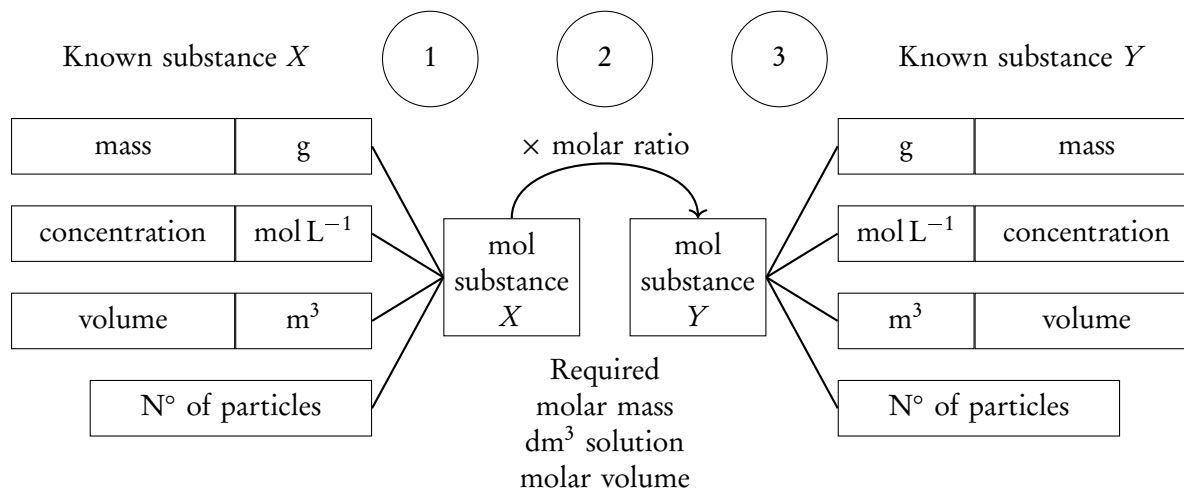 Known substance X
1
2
3
Known substance Y
mass
g
× molar ratio
g
mass
concentration
mol L⁻¹
mol L⁻¹
concentration
volume
m³
m³
volume
N° of particles
N° of particles
mol
substance
X
mol
substance
Y
Required
molar mass
dm³ solution
molar volume